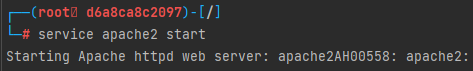 ┌──(root㉿ d6a8ca8c2097)-[/]
└─# service apache2 start
Starting Apache httpd web server: apache2AH00558: apache2: